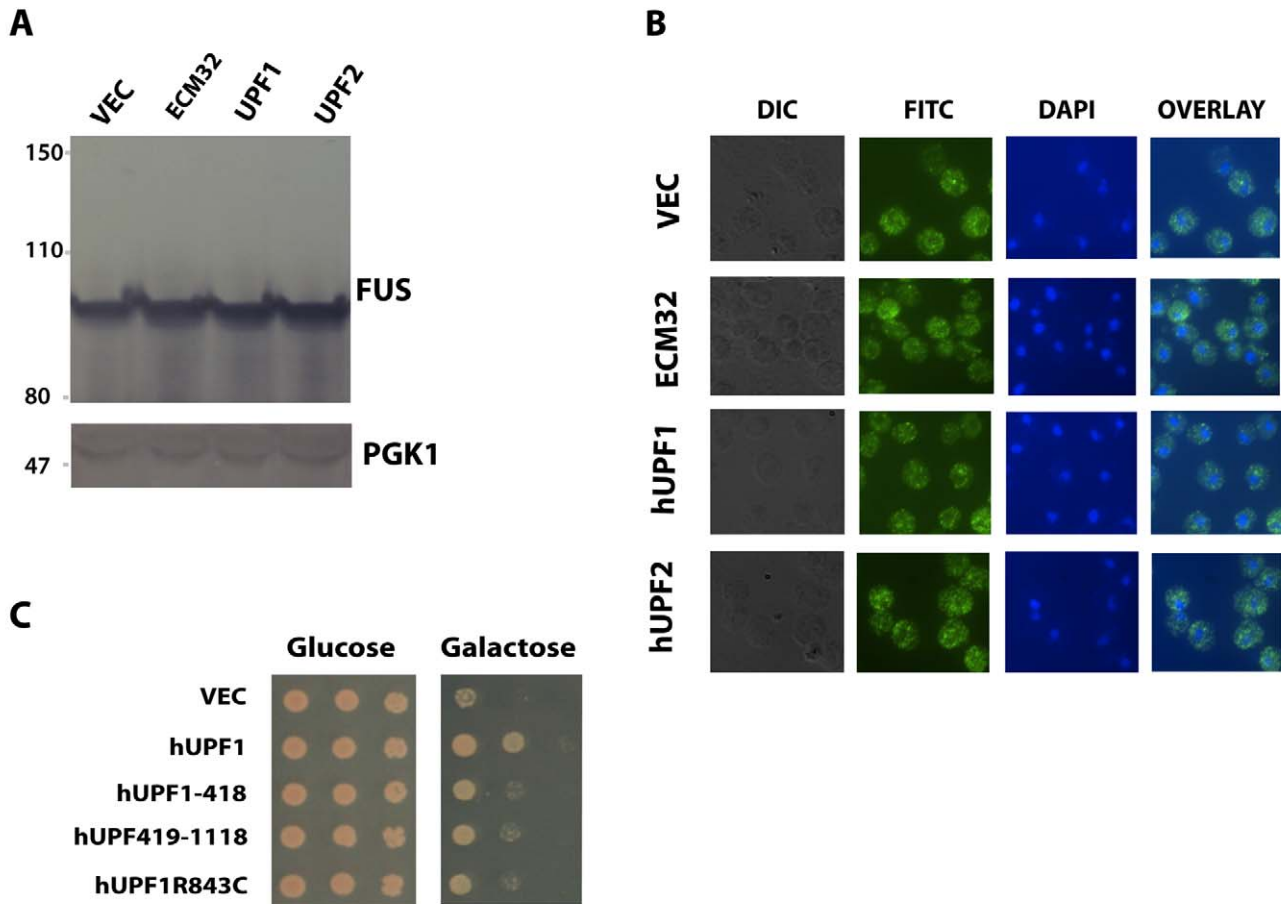 A
VEC ECM32 UPF1 UPF2
150
110
FUS
80
47
PGK1
B
DIC FITC DAPI OVERLAY
VEC
ECM32
hUPF1
hUPF2
C
Glucose Galactose
VEC
hUPF1
hUPF1-418
hUPF419-1118
hUPF1R843C